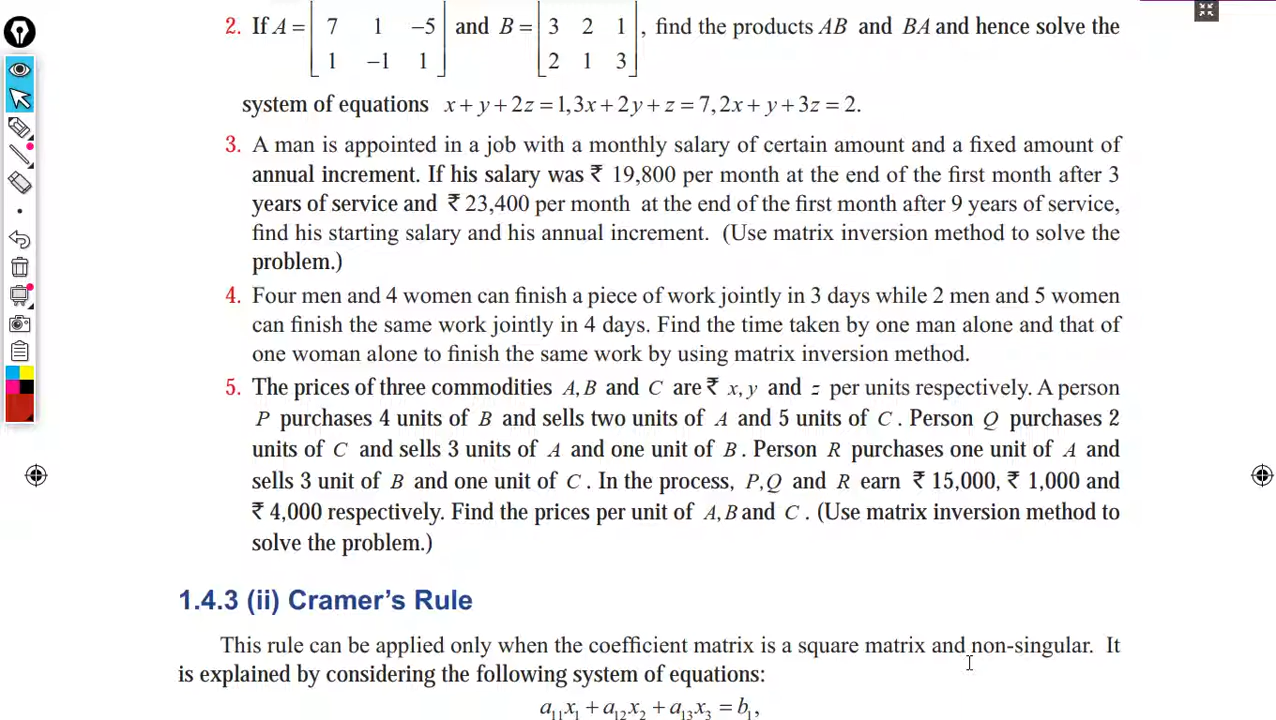 2. If A = [ 7 1 −5 ] and B = [ 3 2 1 ], find the products AB and BA and hence solve the
1 −1 1 2 1 3
system of equations x + y + 2z = 1, 3x + 2y + z = 7, 2x + y + 3z = 2.
3. A man is appointed in a job with a monthly salary of certain amount and a fixed amount of
annual increment. If his salary was ₹ 19,800 per month at the end of the first month after 3
years of service and ₹ 23,400 per month at the end of the first month after 9 years of service,
find his starting salary and his annual increment. (Use matrix inversion method to solve the
problem.)
4. Four men and 4 women can finish a piece of work jointly in 3 days while 2 men and 5 women
can finish the same work jointly in 4 days. Find the time taken by one man alone and that of
one woman alone to finish the same work by using matrix inversion method.
5. The prices of three commodities A, B and C are ₹ x, y and z per units respectively. A person
P purchases 4 units of B and sells two units of A and 5 units of C . Person Q purchases 2
units of C and sells 3 units of A and one unit of B . Person R purchases one unit of A and
sells 3 unit of B and one unit of C . In the process, P, Q and R earn ₹ 15,000, ₹ 1,000 and
₹ 4,000 respectively. Find the prices per unit of A, B and C . (Use matrix inversion method to
solve the problem.)
1.4.3 (ii) Cramer's Rule
This rule can be applied only when the coefficient matrix is a square matrix and non-singular. It
is explained by considering the following system of equations:
a₁₁x₁ + a₁₂x₂ + a₁₃x₃ = b₁,